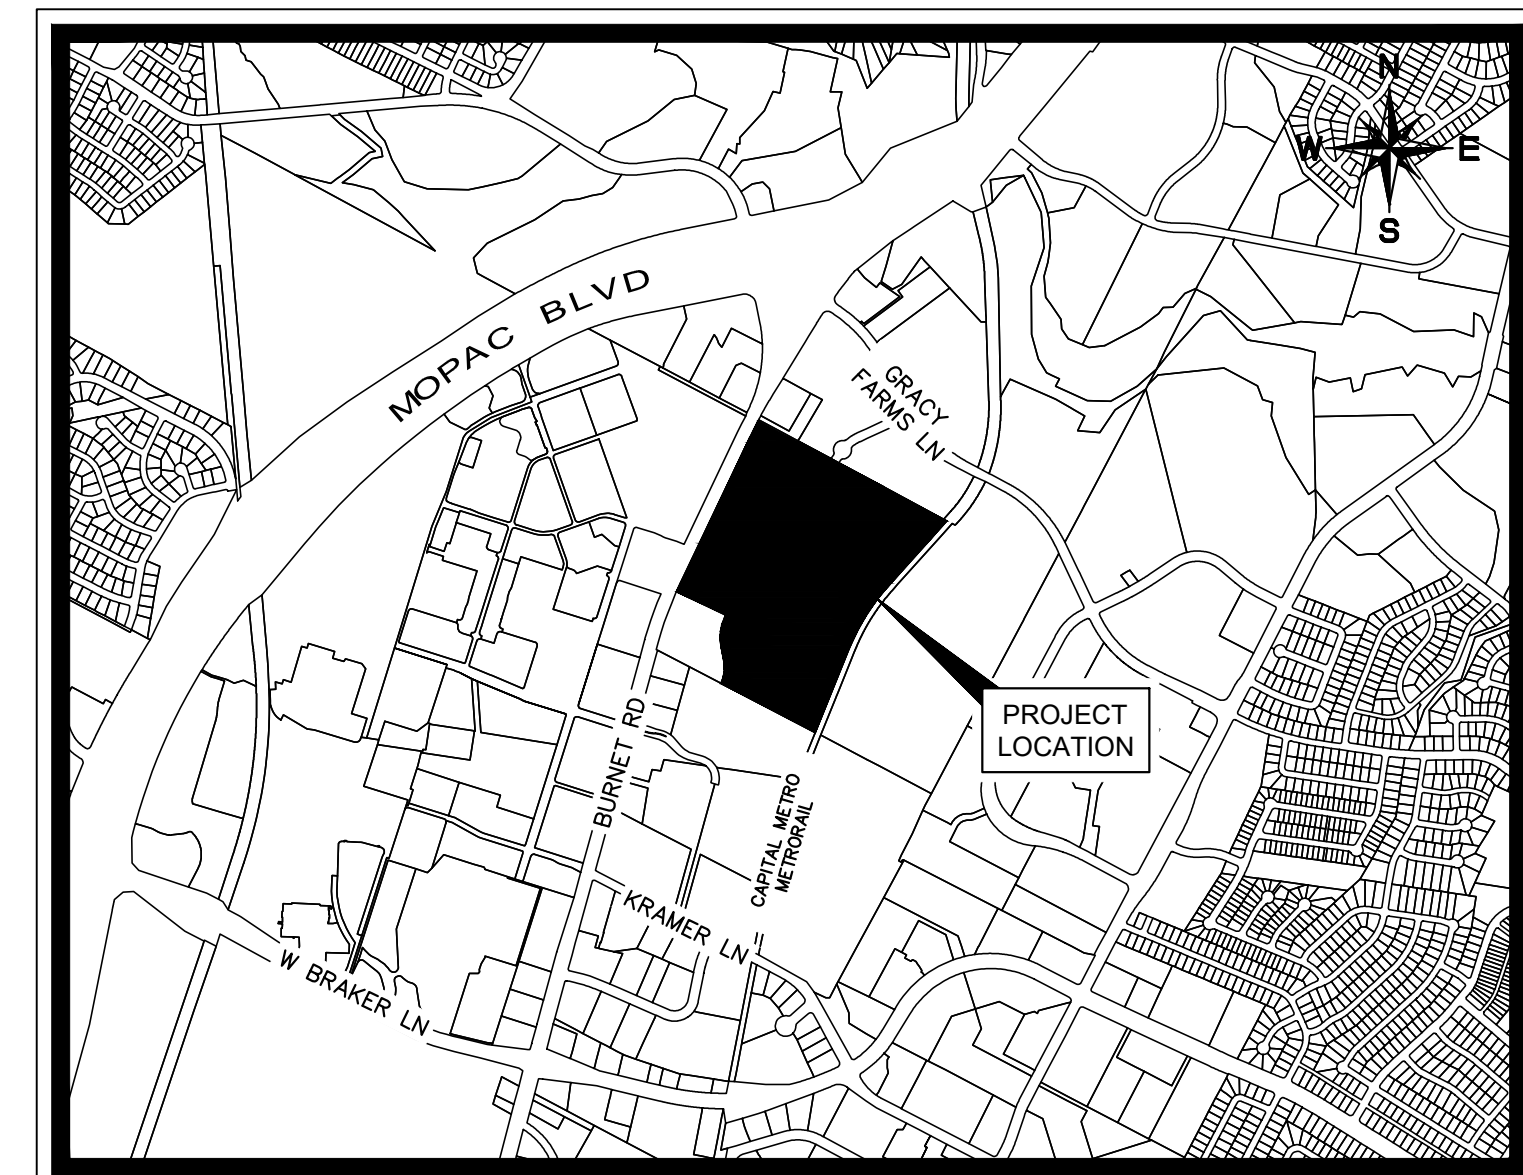 N
W E
S
MOPAC BLVD
GRACY
FARMS LN
PROJECT
LOCATION
BURNET RD
CAPITAL METRO
METRORAIL
KRAMER LN
W BRAKER LN